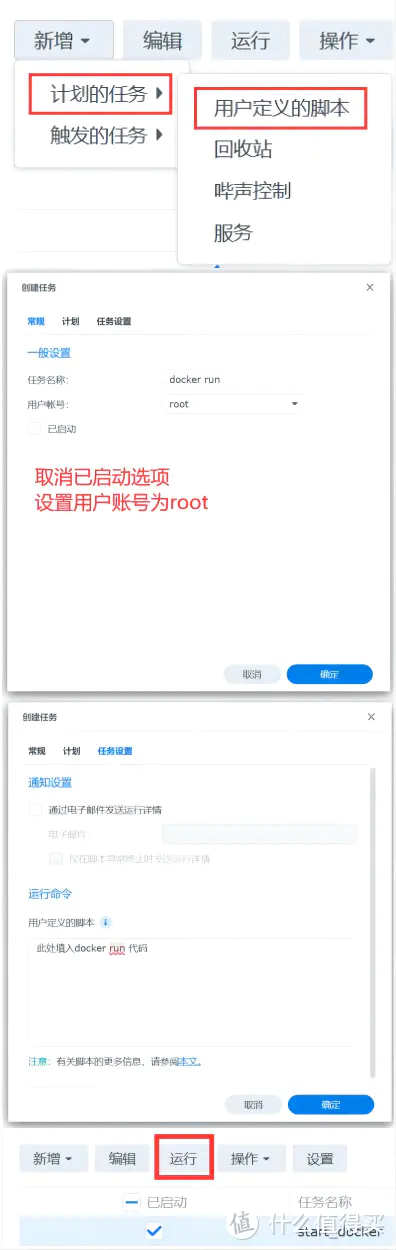 新增 编辑 运行 操作
计划的任务 用户定义的脚本
触发的任务 回收站
哔声控制
服务
创建任务
常规 计划 任务设置
一般设置
任务名称: docker run
用户帐号: root
已启动
取消已启动选项
设置用户账号为root
取消 确定
创建任务
常规 计划 任务设置
通知设置
通过电子邮件发送运行详情
电子邮件:
仅在脚本异常终止时发送运行详情
运行命令
用户定义的脚本
此处填入docker run 代码
注意: 有关脚本的更多信息，请参阅本文。
取消 确定
新增 编辑 运行 操作 设置
已启动 任务名称
start_docker
值 什么值得买